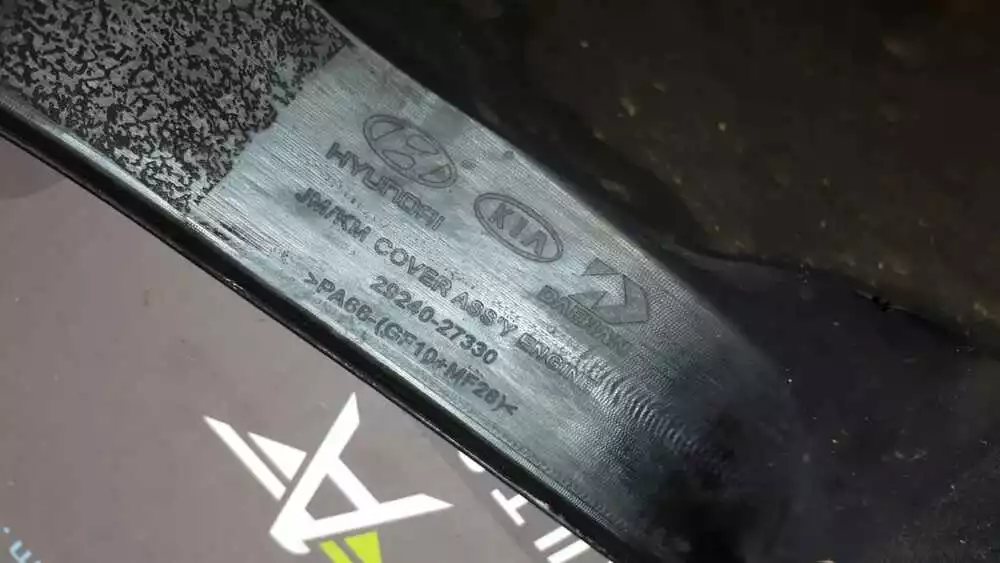 HYUNDAI
KIA
JM/KM COVER ASS'Y ENGINE
29240-27330
>PA66-(GF10+MF28)<